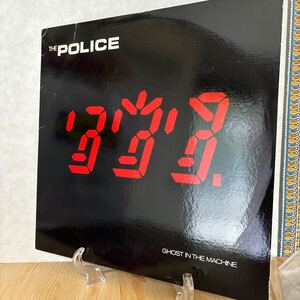 THE POLICE
GHOST IN THE MACHINE